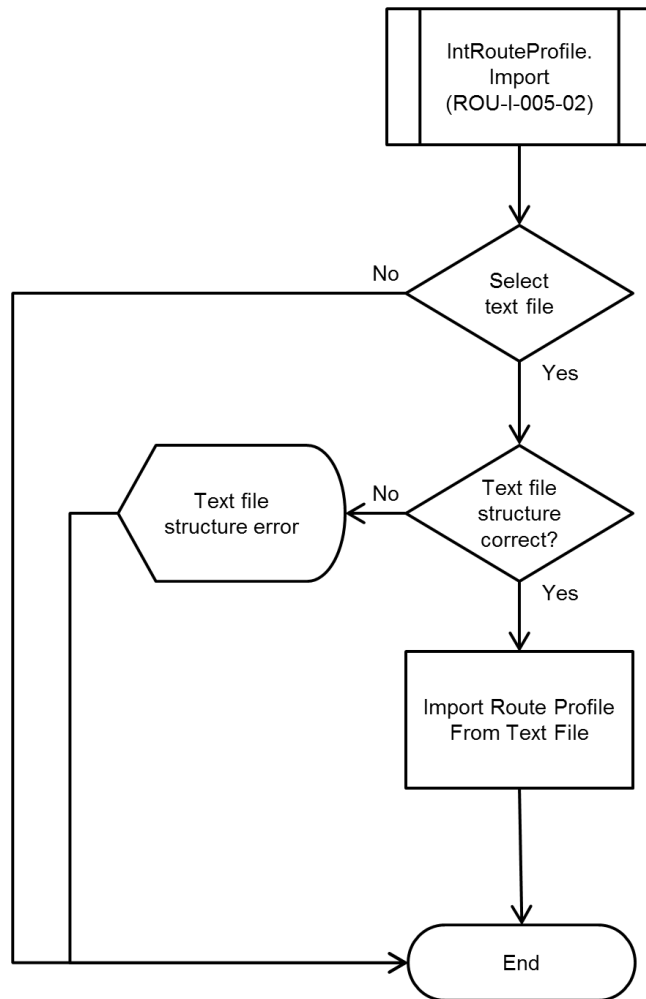 IntRouteProfile.
Import
(ROU-I-005-02)
No
Select
text file
Yes
Text file
structure error
No
Text file
structure
correct?
Yes
Import Route Profile
From Text File
End